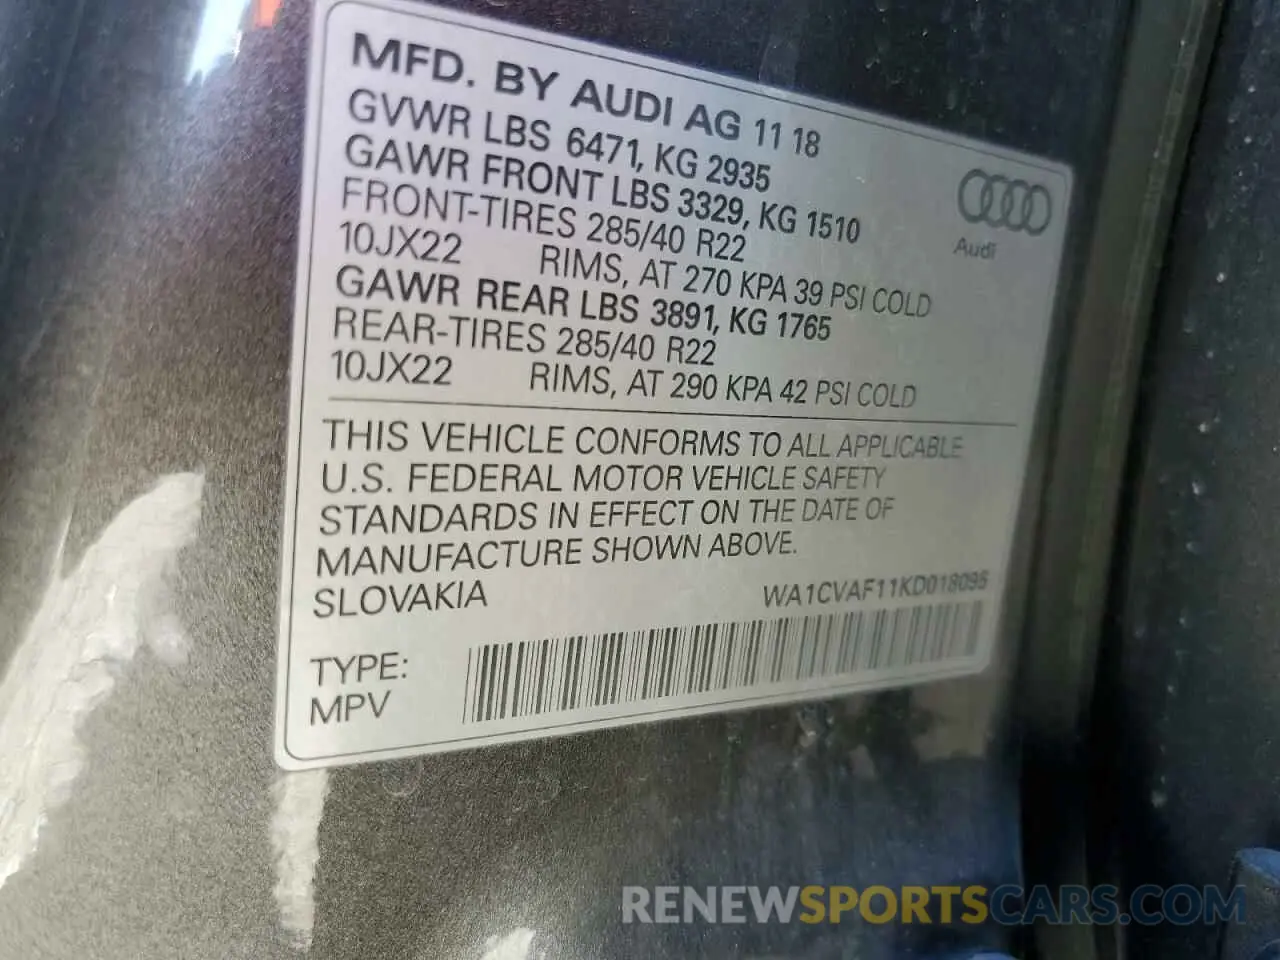 MFD. BY AUDI AG 11 18
GVWR LBS 6471, KG 2935
GAWR FRONT LBS 3329, KG 1510
FRONT-TIRES 285/40 R22
10JX22 RIMS, AT 270 KPA 39 PSI COLD
GAWR REAR LBS 3891, KG 1765
REAR-TIRES 285/40 R22
10JX22 RIMS, AT 290 KPA 42 PSI COLD
Audi
THIS VEHICLE CONFORMS TO ALL APPLICABLE
U.S. FEDERAL MOTOR VEHICLE SAFETY
STANDARDS IN EFFECT ON THE DATE OF
MANUFACTURE SHOWN ABOVE.
SLOVAKIA WA1CVAF11KD018095
TYPE:
MPV
RENEWSPORTSCARS.COM